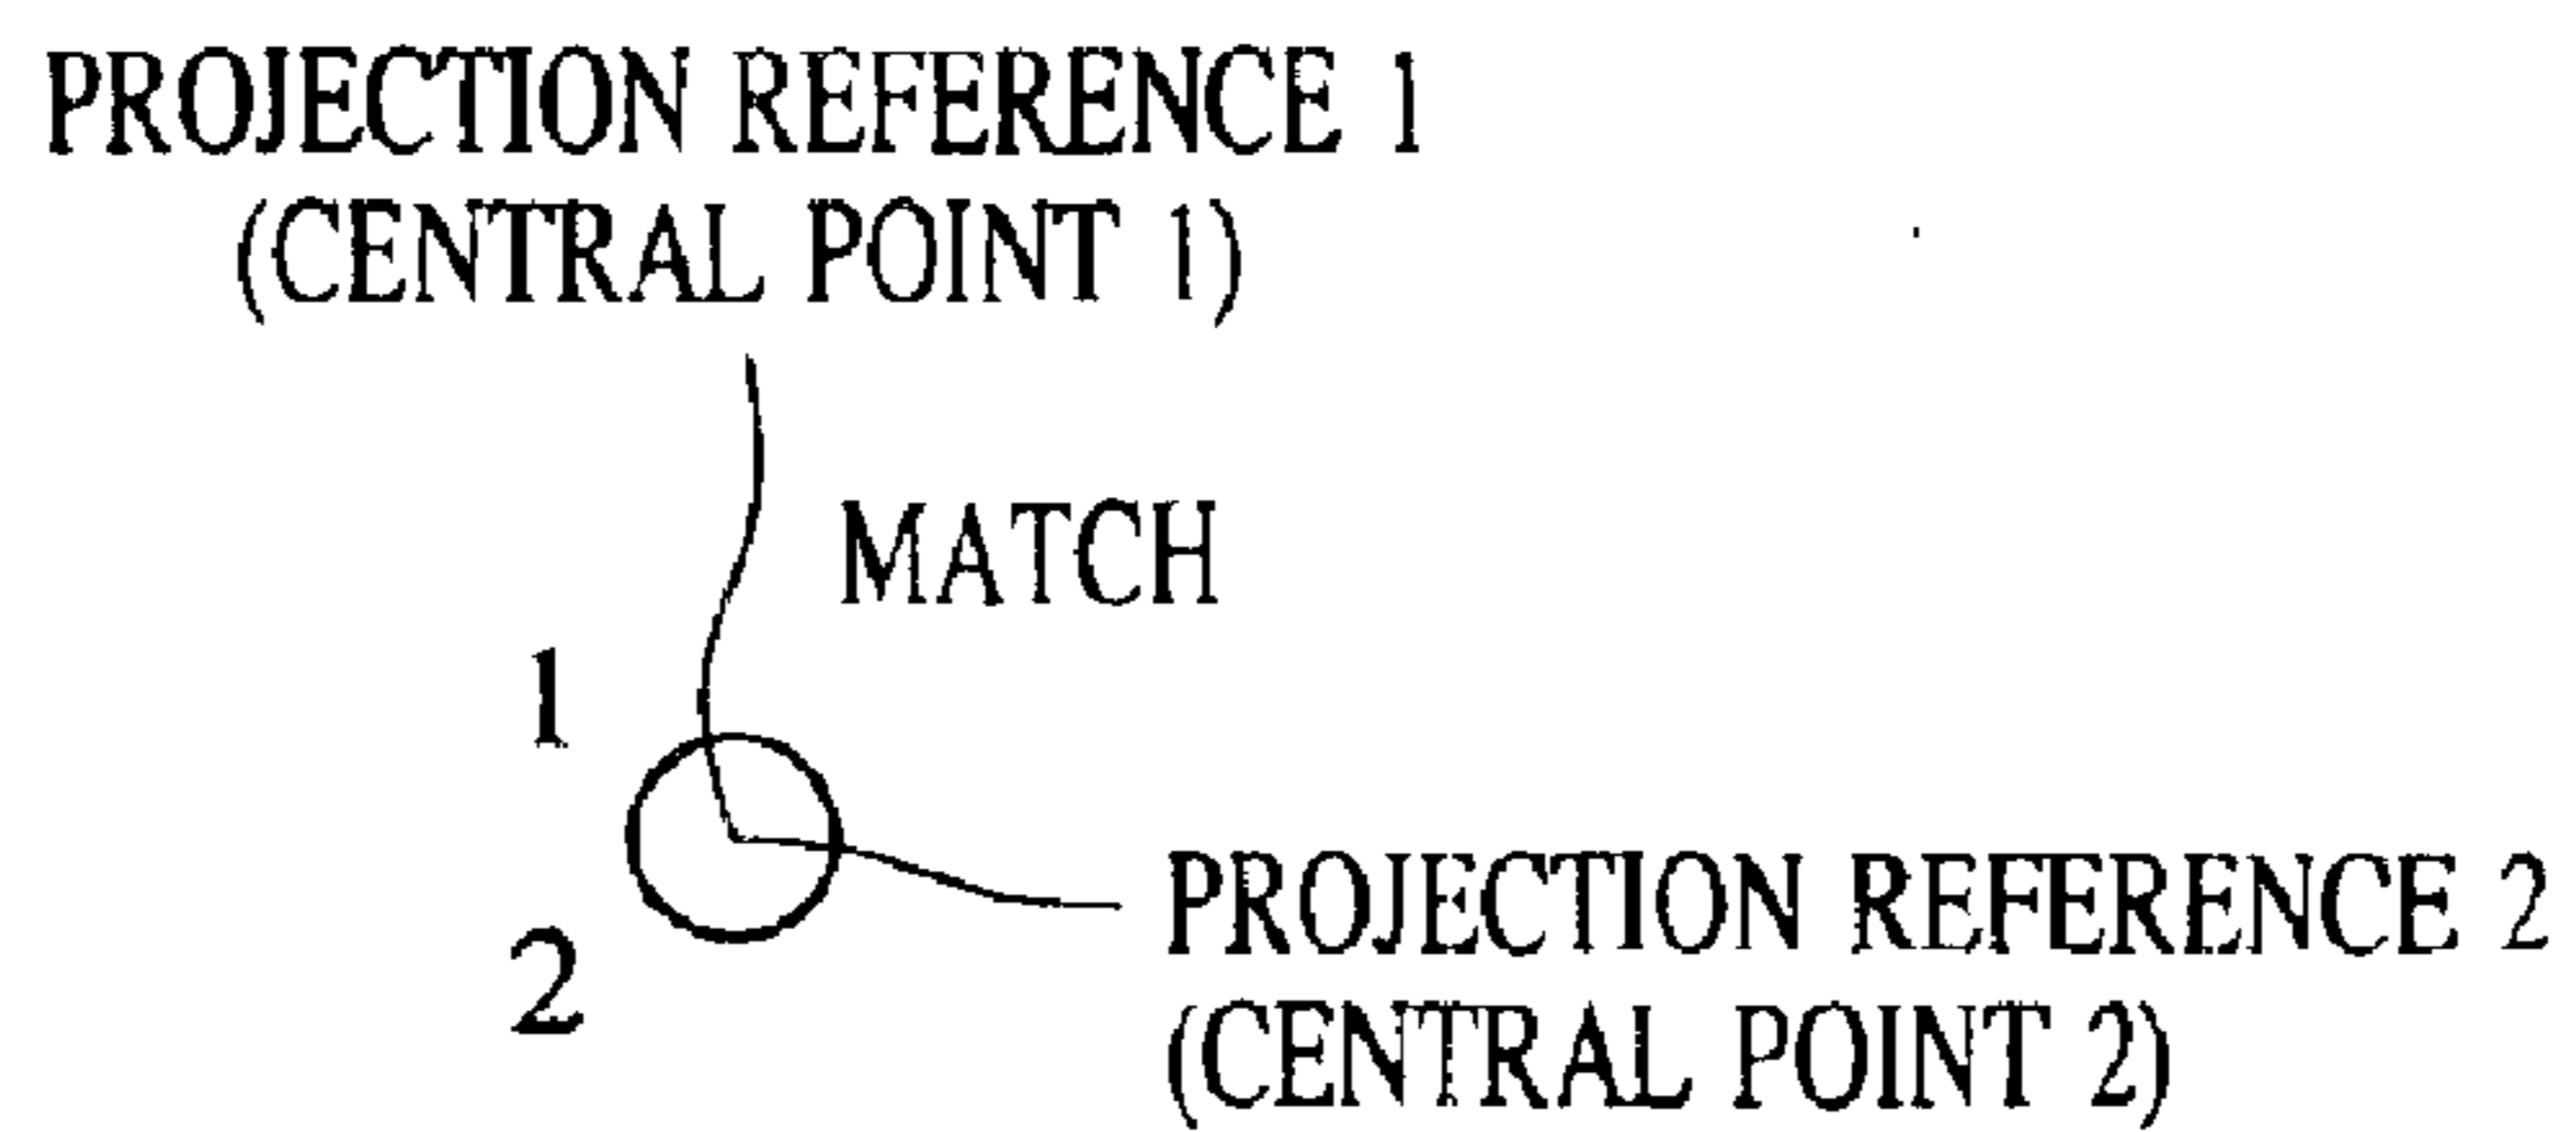 PROJECTION REFERENCE 1
(CENTRAL POINT 1)
MATCH
1
2
PROJECTION REFERENCE 2
(CENTRAL POINT 2)